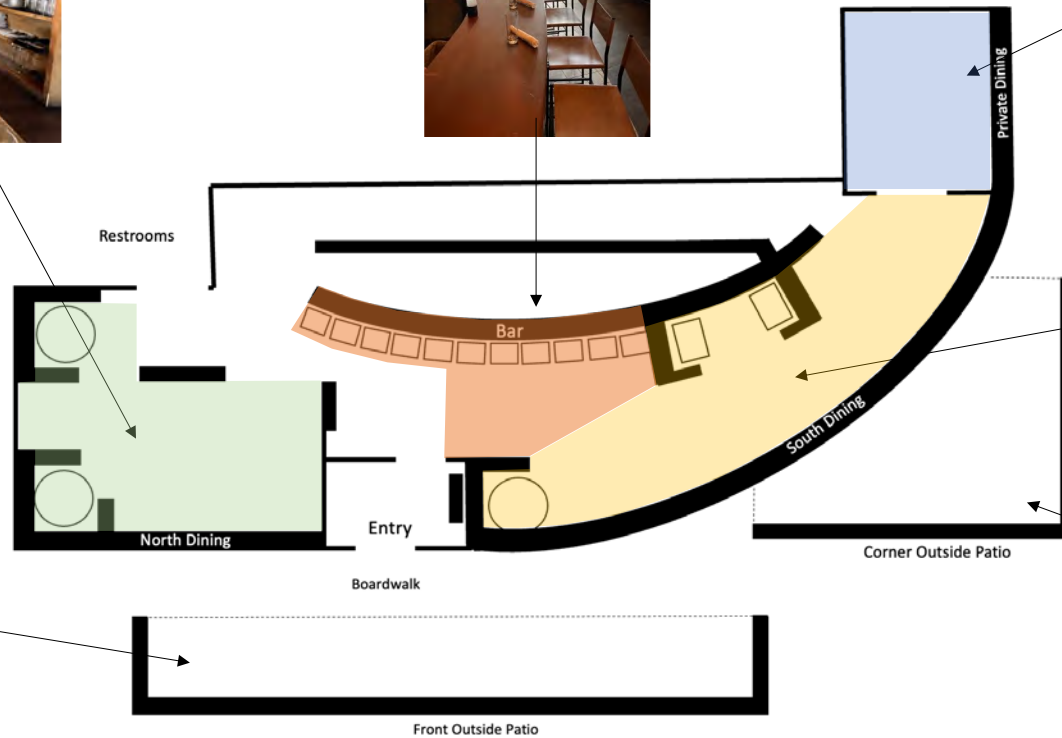 Private Dining
Restrooms
Bar
South Dining
Entry
North Dining
Corner Outside Patio
Boardwalk
Front Outside Patio